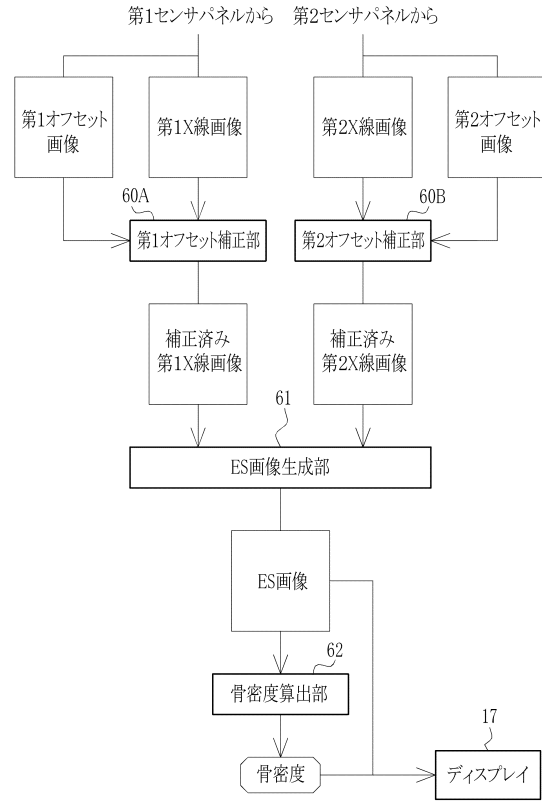 第1センサパネルから
第2センサパネルから
第1オフセット
画像
第1X線画像
第2X線画像
第2オフセット
画像
60A
60B
第1オフセット補正部
第2オフセット補正部
補正済み
第1X線画像
補正済み
第2X線画像
61
ES画像生成部
ES画像
62
骨密度算出部
17
骨密度
ディスプレイ